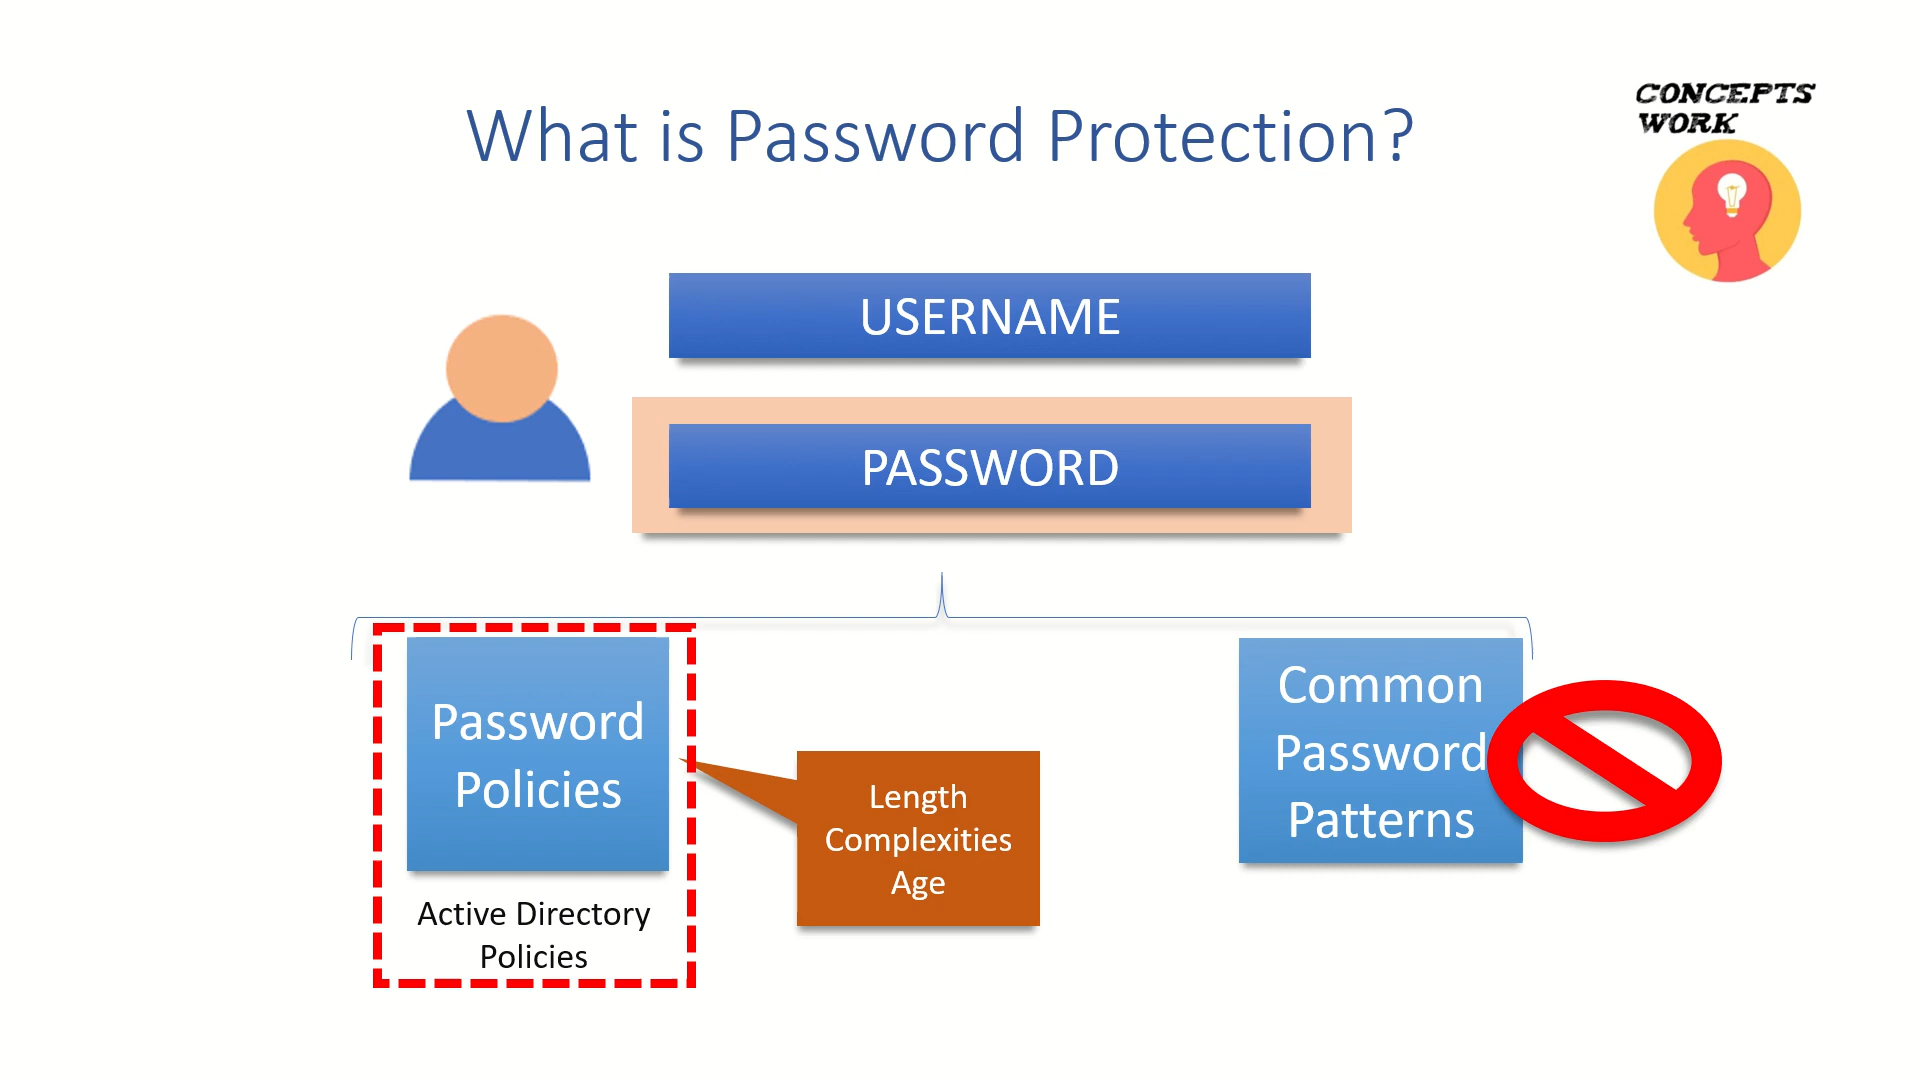 What is Password Protection?
CONCEPTS
WORK
USERNAME
PASSWORD
Password
Policies
Active Directory
Policies
Length
Complexities
Age
Common
Password
Patterns